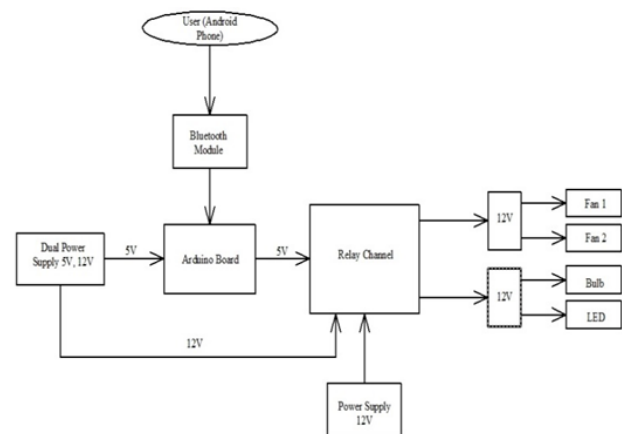 User (Android
Phone)
Bluetooth
Module
Dual Power
Supply 5V, 12V
5V
Arduino Board
5V
Relay Channel
12V
Fan 1
Fan 2
12V
Bulb
LED
12V
Power Supply
12V